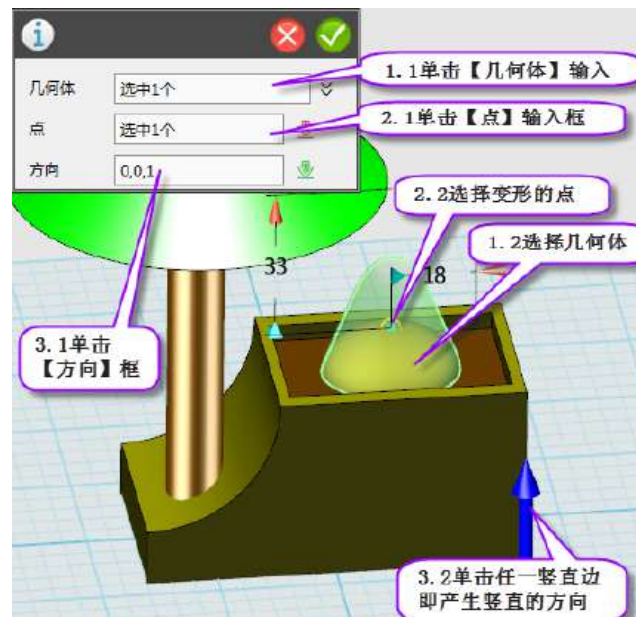 1.1单击【几何体】输入
几何体
选中1个
2.1单击【点】输入框
点
选中1个
方向
0,0,1
2.2选择变形的点
1.2选择几何体
33
18
3.1单击
【方向】框
3.2单击任一竖直边
即产生竖直的方向